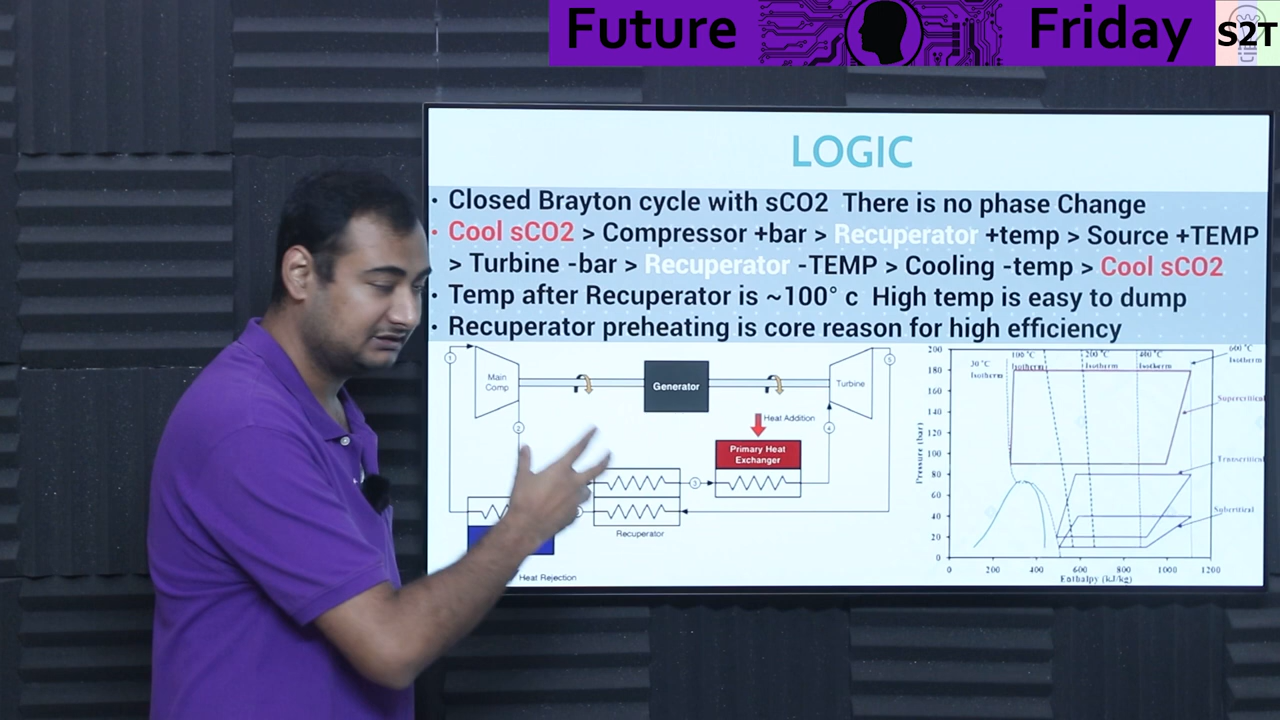 Future Friday S2T
LOGIC
• Closed Brayton cycle with sCO2 There is no phase Change
• Cool sCO2 > Compressor +bar > Recuperator +temp > Source +TEMP
> Turbine -bar > Recuperator -TEMP > Cooling -temp > Cool sCO2
• Temp after Recuperator is ~100° c High temp is easy to dump
• Recuperator preheating is core reason for high efficiency
1
Main
Comp
Generator
Turbine
5
2
Heat Addition
4
Primary Heat
Exchanger
3
Recuperator
Heat Rejection
30 °C
Isotherm
100 °C
Isotherm
200 °C
Isotherm
400 °C
Isotherm
600 °C
Isotherm
Supercritical
Transcritical
Subcritical
Pressure (bar)
200
180
160
140
120
100
80
60
40
20
0
0 200 400 600 800 1000 1200
Enthalpy (kJ/kg)